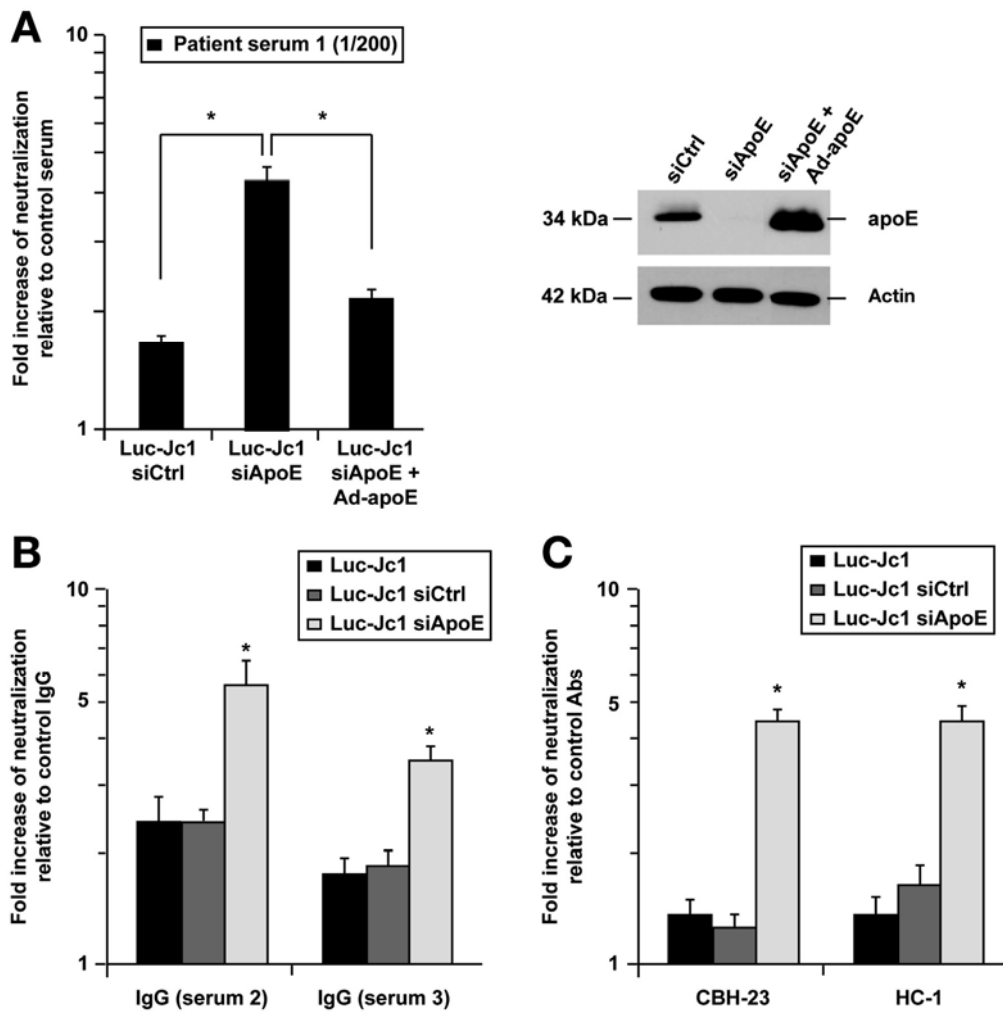 A
10
Patient serum 1 (1/200)
Fold increase of neutralization
relative to control serum
*
*
1
Luc-Jc1
siCtrl
Luc-Jc1
siApoE
Luc-Jc1
siApoE +
Ad-apoE
siCtrl
siApoE
siApoE +
Ad-apoE
34 kDa
apoE
42 kDa
Actin
B
Luc-Jc1
Luc-Jc1 siCtrl
Luc-Jc1 siApoE
10
5
1
Fold increase of neutralization
relative to control IgG
*
*
IgG (serum 2)
IgG (serum 3)
C
Luc-Jc1
Luc-Jc1 siCtrl
Luc-Jc1 siApoE
10
5
1
Fold increase of neutralization
relative to control Abs
*
*
CBH-23
HC-1